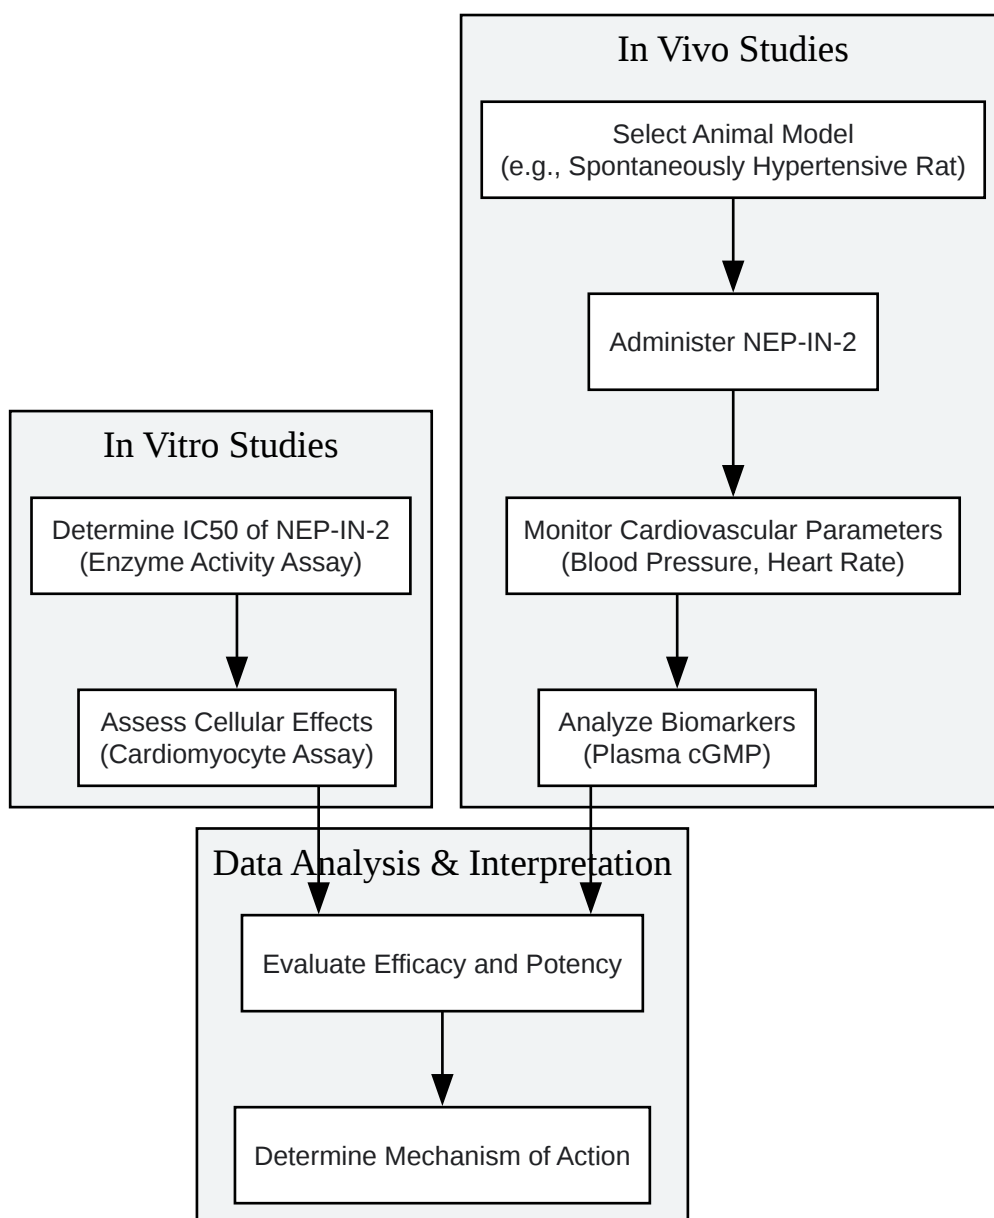 In Vivo Studies
Select Animal Model
(e.g., Spontaneously Hypertensive Rat)
Administer NEP-IN-2
Monitor Cardiovascular Parameters
(Blood Pressure, Heart Rate)
Analyze Biomarkers
(Plasma cGMP)
In Vitro Studies
Determine IC50 of NEP-IN-2
(Enzyme Activity Assay)
Assess Cellular Effects
(Cardiomyocyte Assay)
Data Analysis & Interpretation
Evaluate Efficacy and Potency
Determine Mechanism of Action